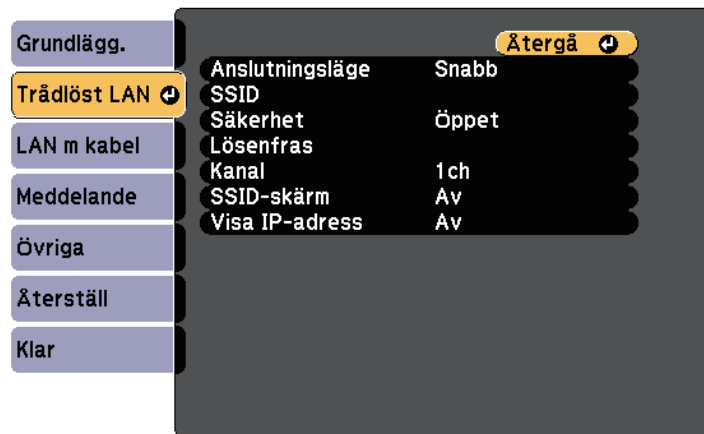 Grundlägg.
Trådlöst LAN
LAN m kabel
Meddelande
Övriga
Återställ
Klar
Återgå
Anslutningsläge Snabb
SSID
Säkerhet Öppet
Lösenfras
Kanal 1ch
SSID-skärm Av
Visa IP-adress Av